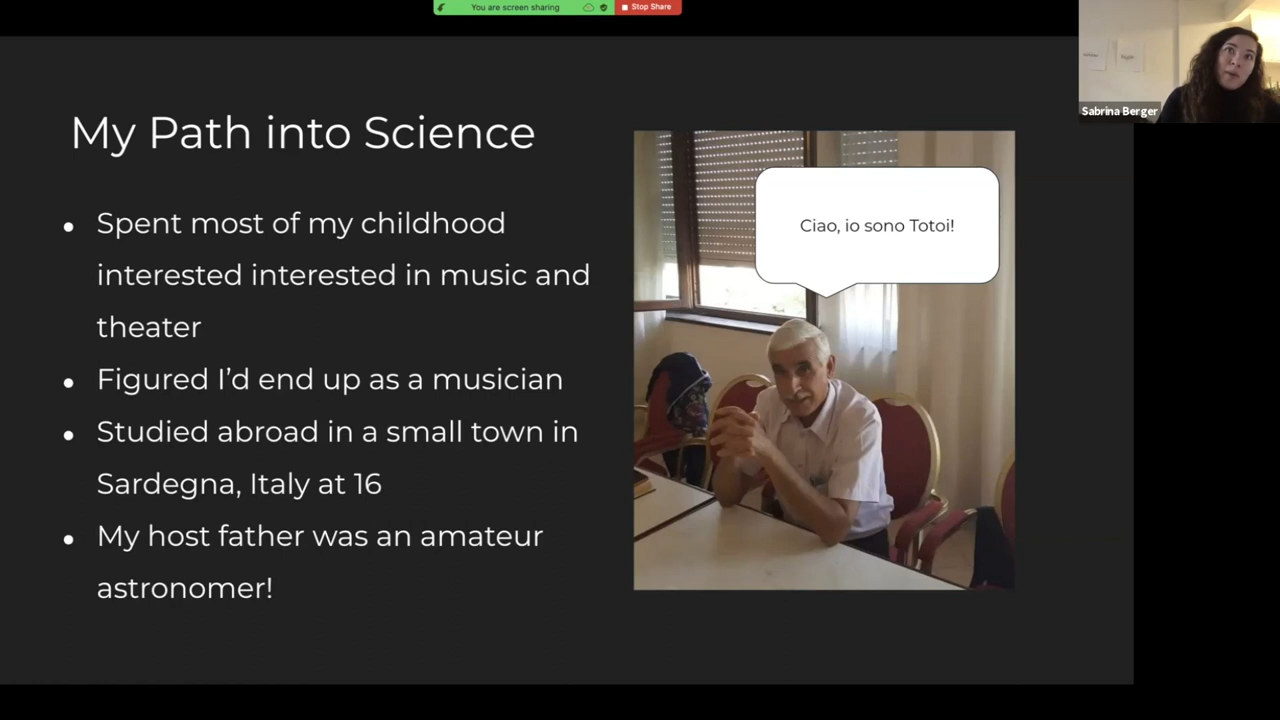 You are screen sharing
Stop Share
Sabrina Berger
My Path into Science
• Spent most of my childhood
interested interested in music and
theater
• Figured I'd end up as a musician
• Studied abroad in a small town in
Sardegna, Italy at 16
• My host father was an amateur
astronomer!
Ciao, io sono Totoi!